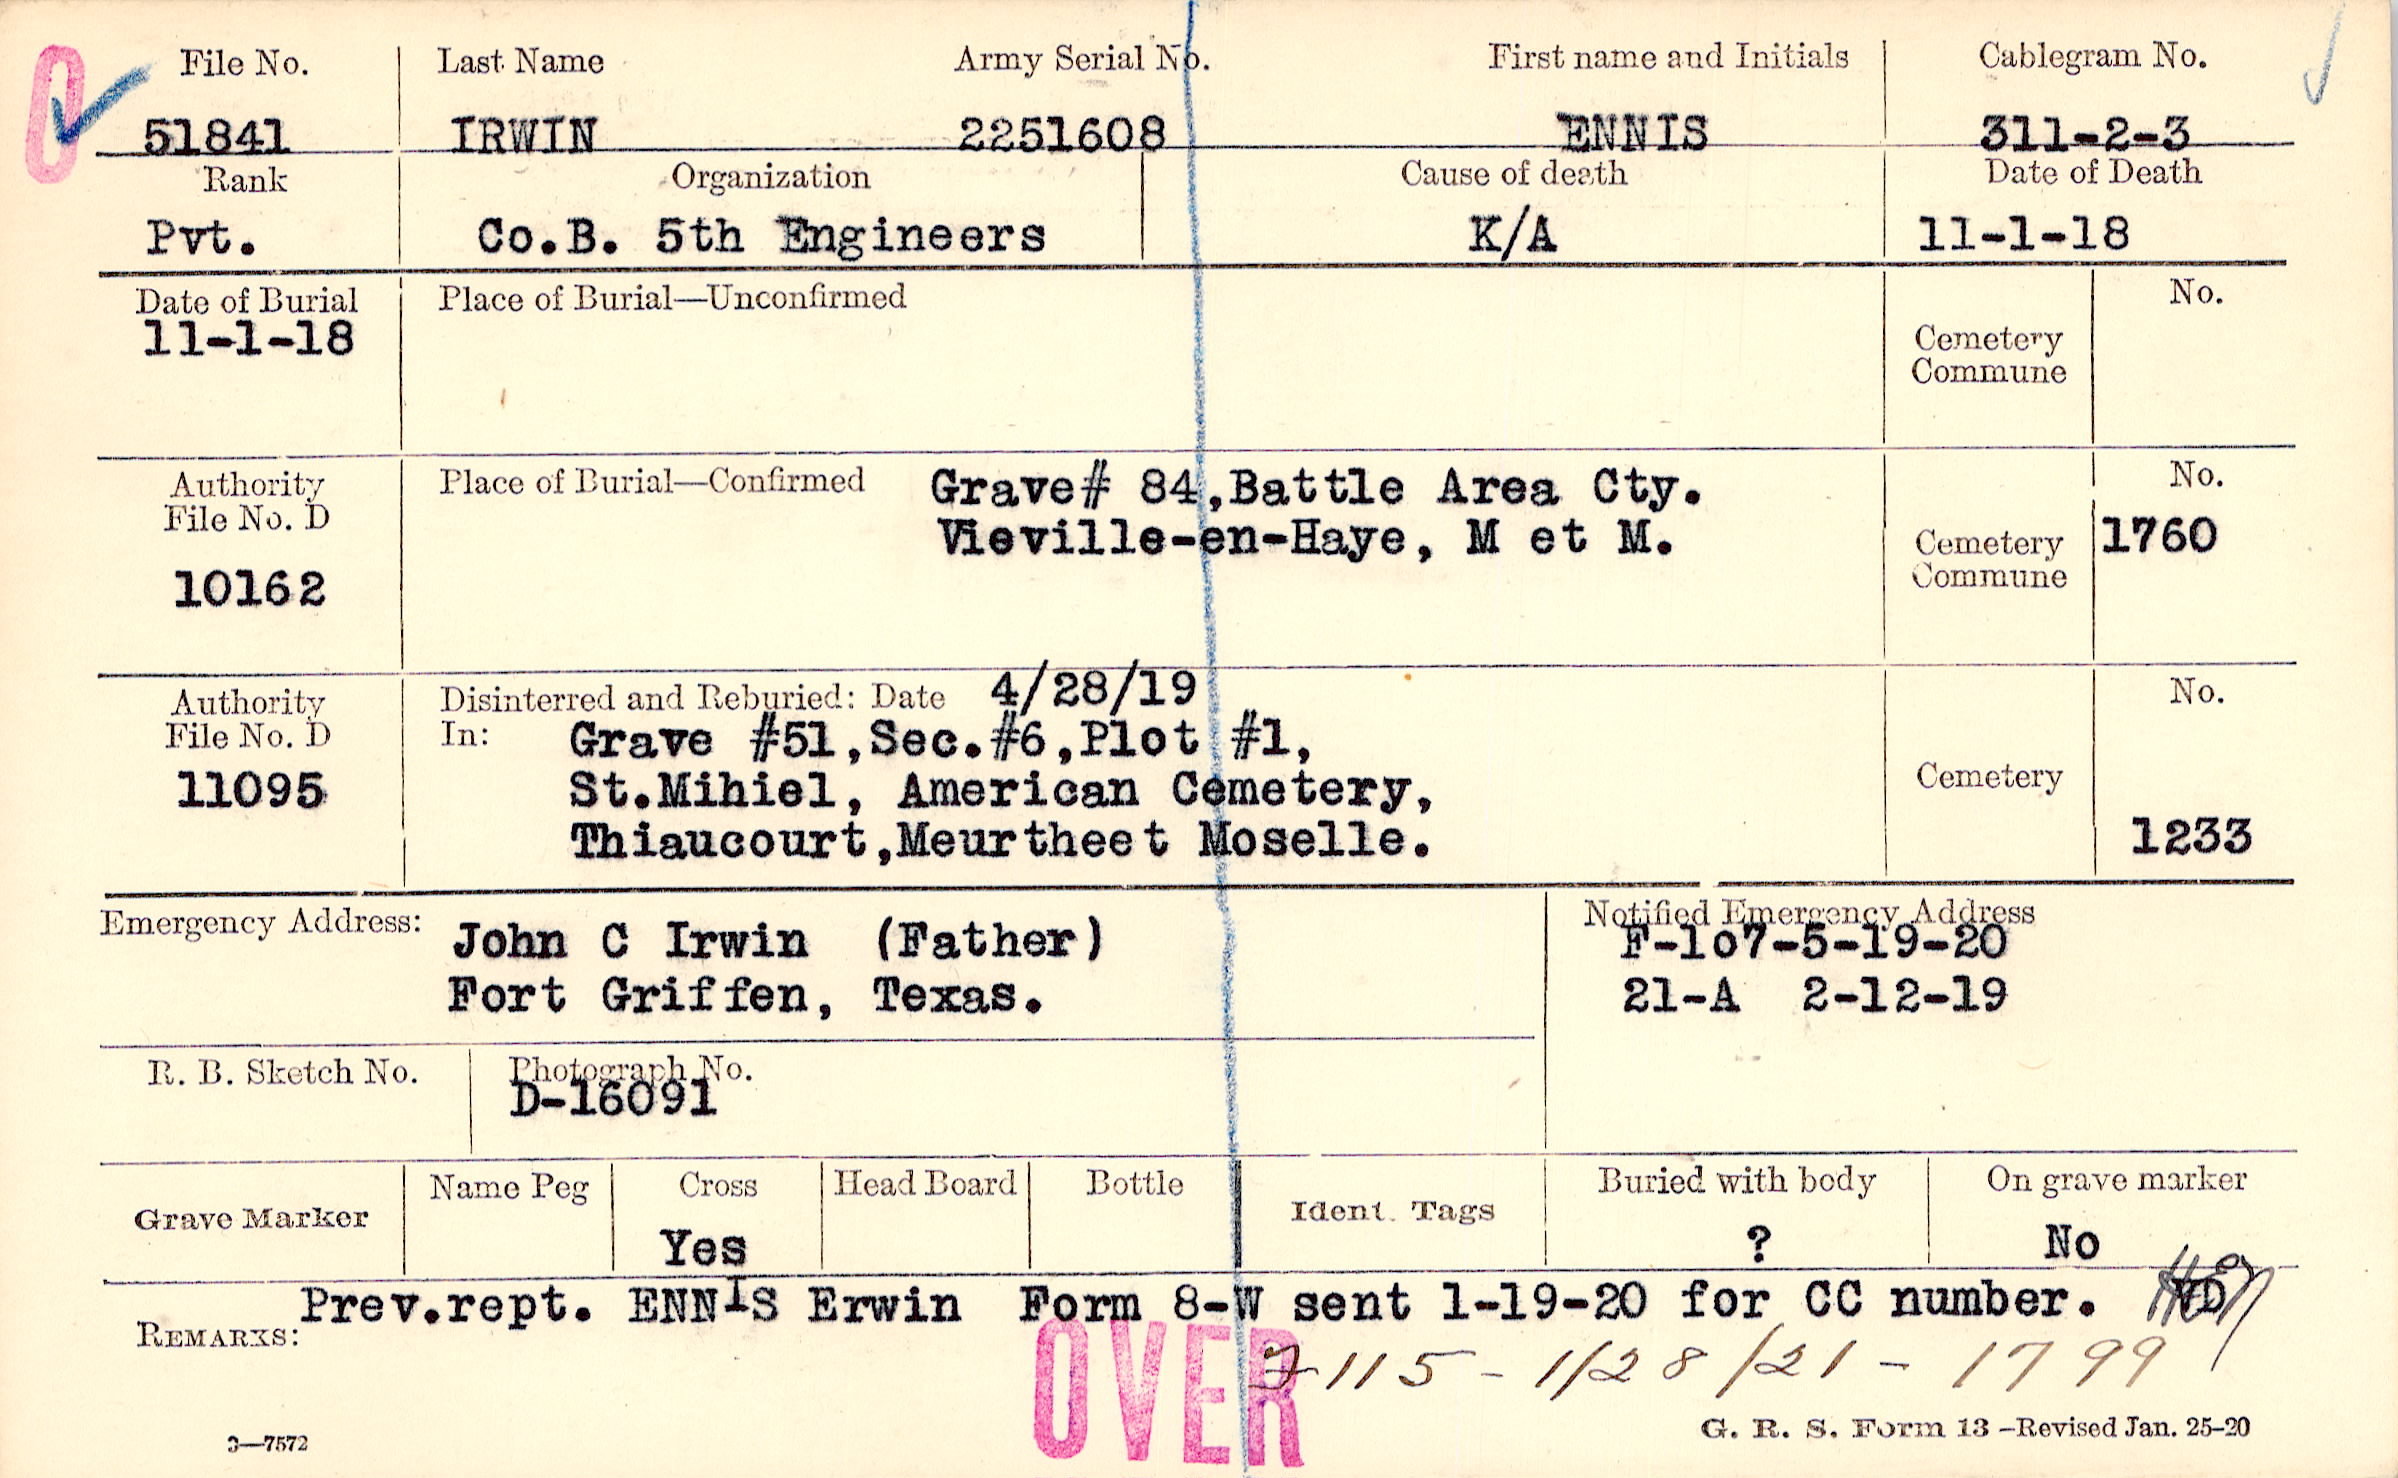 File No. Last Name Army Serial No. First name and Initials Cablegram No.
O
51841 IRWIN 2251608 ENNIS 311-2-3
Rank Organization Cause of death Date of Death
Pvt. Co.B. 5th Engineers K/A 11-1-18
Date of Burial Place of Burial—Unconfirmed No.
11-1-18
Cemetery
Commune
Authority Place of Burial—Confirmed Grave# 84,Battle Area Cty. No.
File No. D Vieville-en-Haye, M et M. Cemetery 1760
10162 Commune
Authority Disinterred and Reburied: Date 4/28/19 No.
File No. D In: Grave #51,Sec.#6,Plot #1,
11095 St.Mihiel, American Cemetery, Cemetery
Thiaucourt,Meurtheet Moselle. 1233
Emergency Address: John C Irwin (Father) Notified Emergency Address
F-1o7-5-19-20
Fort Griffen, Texas. 21-A 2-12-19
R. B. Sketch No. Photograph No.
D-16091
Grave Marker Name Peg Cross Head Board Bottle Ident. Tags Buried with body On grave marker
Yes ? No
Prev.rept. ENNIS Erwin Form 8-W sent 1-19-20 for CC number.
REMARKS:
OVER
7115-1/28/21-1799
3—7572 G. R. S. Form 13 -Revised Jan. 25-20